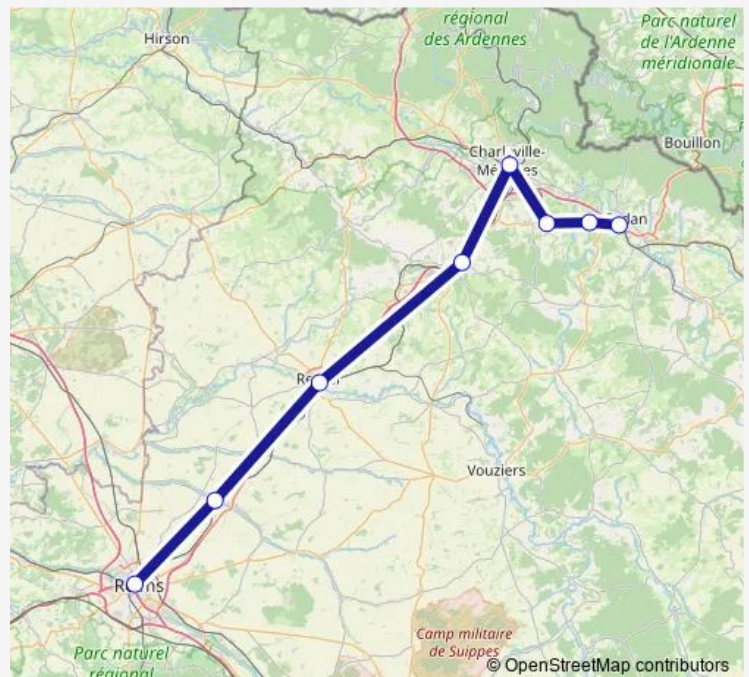 régional
des Ardennes
Parc naturel
de l'Ardenne
méridionale
Hirson
Bouillon
Vouziers
Camp militaire
de Suippes
Parc naturel
régional
© OpenStreetMap contributors